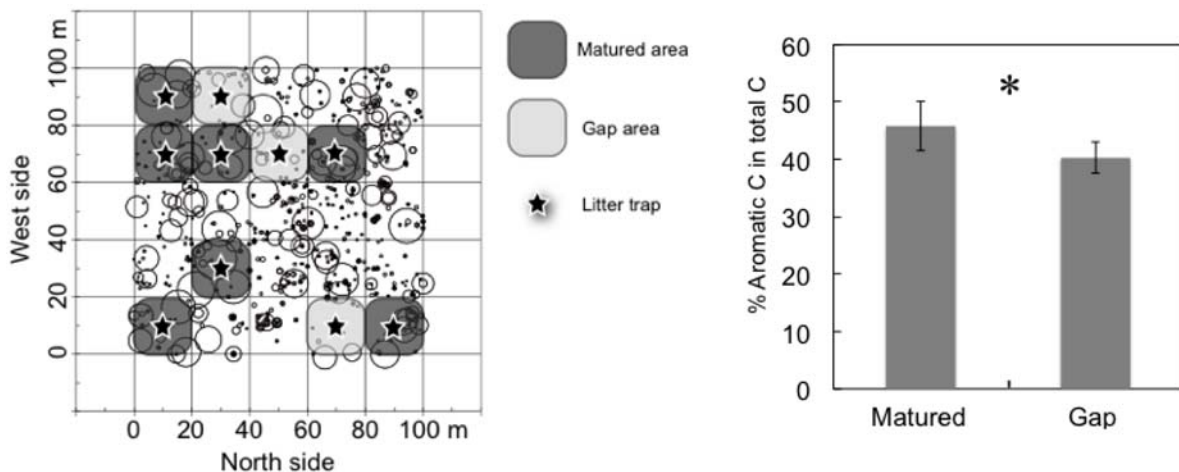 100 m
80
60
40
20
0
West side
0 20 40 60 80 100 m
North side
Matured area
Gap area
Litter trap
60
50
40
30
20
10
0
% Aromatic C in total C
*
Matured Gap